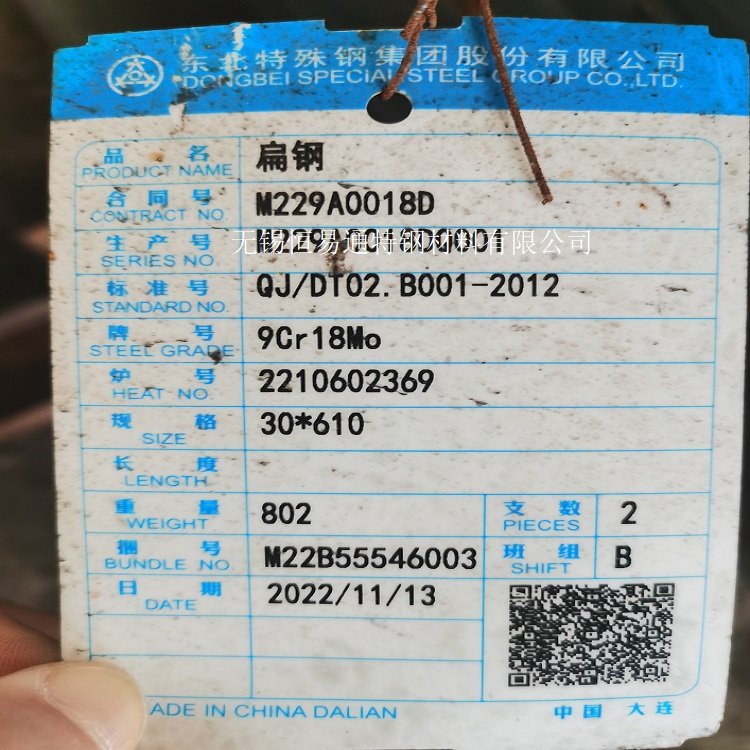 东北特殊钢集团股份有限公司
DONGBEI SPECIAL STEEL GROUP CO.,LTD.
品名 扁钢
PRODUCT NAME
合同号 M229A0018D
CONTRACT NO.
生产号
无锡恒易通特钢材料有限公司
SERIES NO.
标准号 QJ/DT02.B001-2012
STANDARD NO.
牌号 9Cr18Mo
STEEL GRADE
炉号 2210602369
HEAT NO.
规格 30*610
SIZE
长度
LENGTH
重量 802 支数 2
WEIGHT PIECES
捆号 M22B55546003 班组 B
BUNDLE NO SHIFT
日期 2022/11/13
DATE
ADE IN CHINA DALIAN 中国 大连